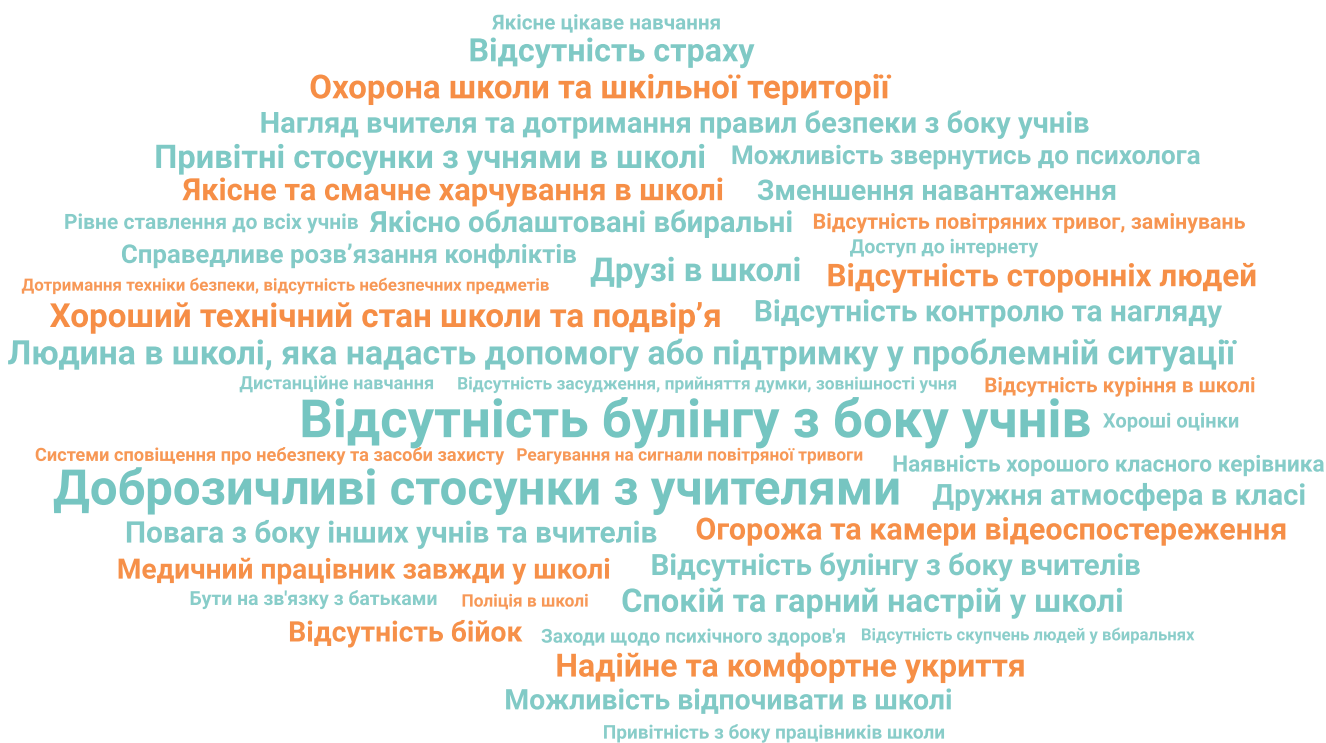 Якісне цікаве навчання
Відсутність страху
Охорона школи та шкільної території
Нагляд вчителя та дотримання правил безпеки з боку учнів
Привітні стосунки з учнями в школі Можливість звернутись до психолога
Якісне та смачне харчування в школі Зменшення навантаження
Рівне ставлення до всіх учнів Якісно облаштовані вбиральні Відсутність повітряних тривог, замінувань
Справедливе розв’язання конфліктів Доступ до інтернету
Друзі в школі Відсутність сторонніх людей
Дотримання техніки безпеки, відсутність небезпечних предметів
Хороший технічний стан школи та подвір’я Відсутність контролю та нагляду
Людина в школі, яка надасть допомогу або підтримку у проблемній ситуації
Дистанційне навчання Відсутність засудження, прийняття думки, зовнішності учня Відсутність куріння в школі
Відсутність булінгу з боку учнів Хороші оцінки
Системи сповіщення про небезпеку та засоби захисту Реагування на сигнали повітряної тривоги Наявність хорошого класного керівника
Доброзичливі стосунки з учителями Дружня атмосфера в класі
Повага з боку інших учнів та вчителів Огорожа та камери відеоспостереження
Медичний працівник завжди у школі Відсутність булінгу з боку вчителів
Бути на зв'язку з батьками Поліція в школі Спокій та гарний настрій у школі
Відсутність бійок Заходи щодо психічного здоров'я Відсутність скупчень людей у вбиральнях
Надійне та комфортне укриття
Можливість відпочивати в школі
Привітність з боку працівників школи